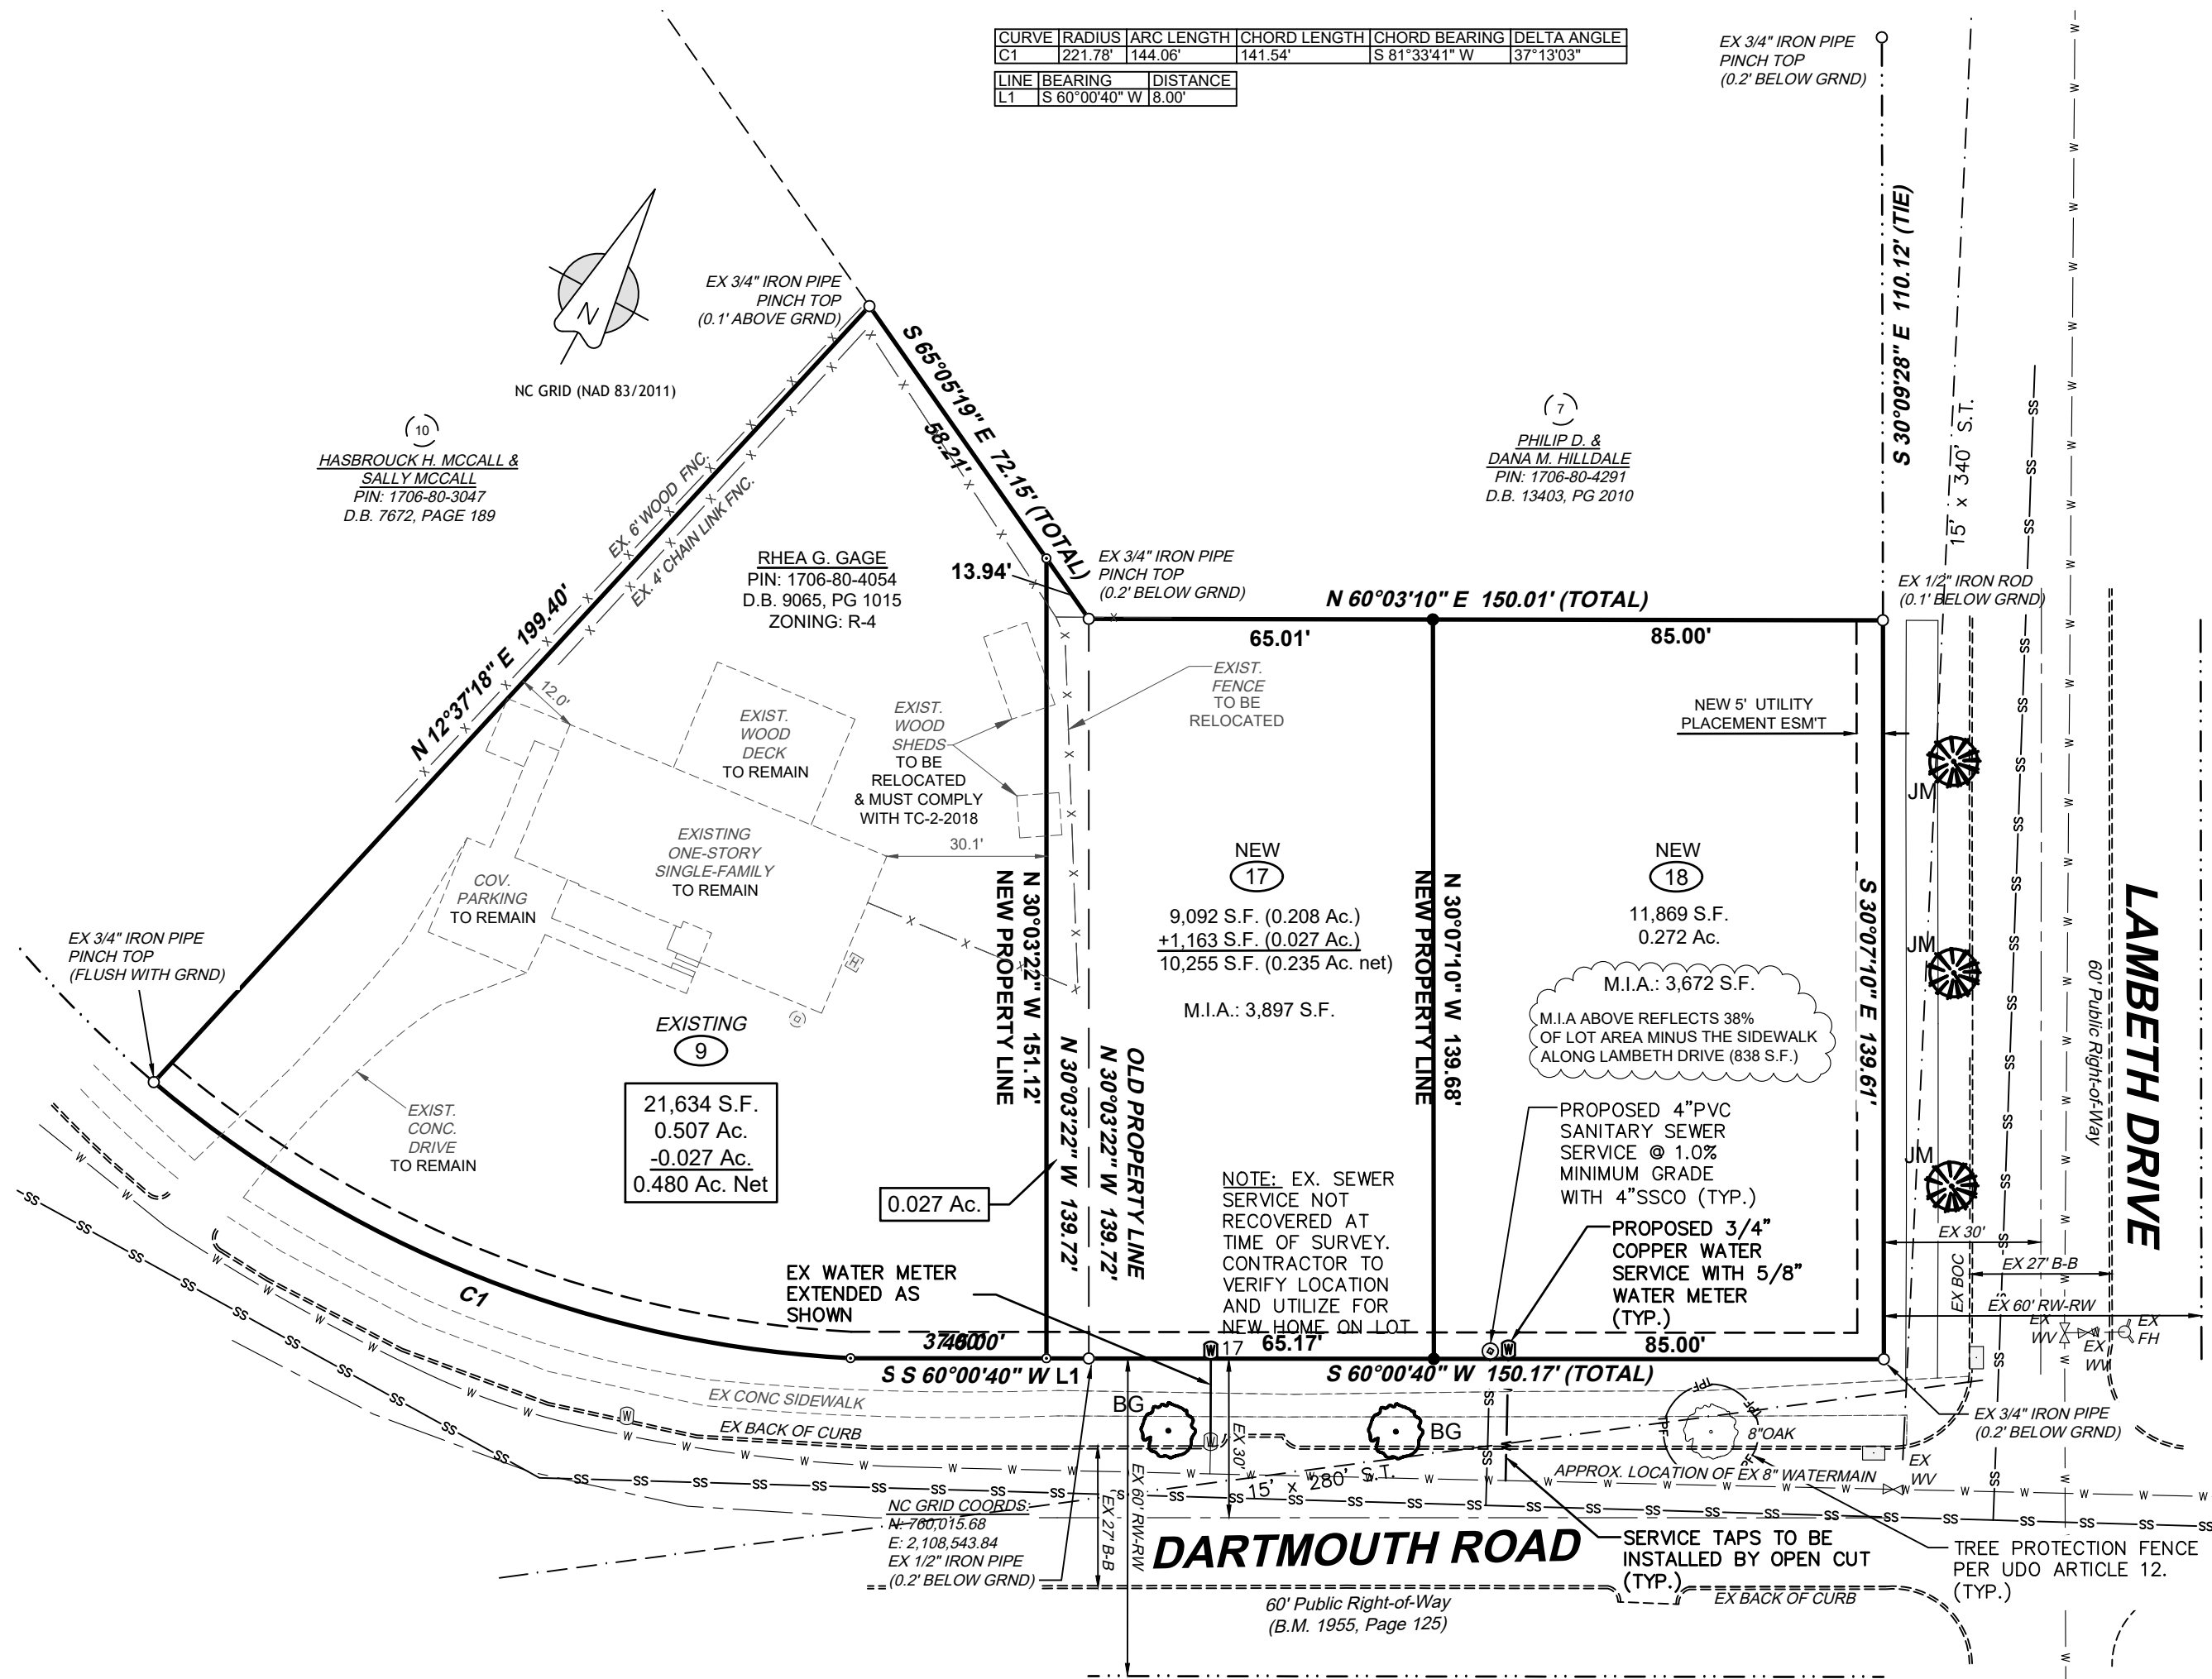 CURVE RADIUS ARC LENGTH CHORD LENGTH CHORD BEARING DELTA ANGLE
C1 221.78' 144.06' 141.54' S 81°33'41" W 37°13'03"
LINE BEARING DISTANCE
L1 S 60°00'40" W 8.00'
EX 3/4" IRON PIPE
PINCH TOP
(0.2' BELOW GRND)
S 30°09'28" E 110.12' (TIE)
15' x 340' S.T.
N
NC GRID (NAD 83/2011)
EX 3/4" IRON PIPE
PINCH TOP
(0.1' ABOVE GRND)
10
HASBROUCK H. MCCALL &
SALLY MCCALL
PIN: 1706-80-3047
D.B. 7672, PAGE 189
7
PHILIP D. &
DANA M. HILLDALE
PIN: 1706-80-4291
D.B. 13403, PG 2010
S 65°05'19" E 72.15' (TOTAL)
58.21'
13.94'
EX. 6' WOOD FNC.
EX. 4' CHAIN LINK FNC.
N 12°37'18" E 199.40'
RHEA G. GAGE
PIN: 1706-80-4054
D.B. 9065, PG 1015
ZONING: R-4
EX 3/4" IRON PIPE
PINCH TOP
(0.2' BELOW GRND)
N 60°03'10" E 150.01' (TOTAL)
65.01'
85.00'
EX 1/2" IRON ROD
(0.1' BELOW GRND)
12.0'
EXIST.
WOOD
DECK
TO REMAIN
EXIST.
WOOD
SHEDS
TO BE
RELOCATED
& MUST COMPLY
WITH TC-2-2018
EXIST.
FENCE
TO BE
RELOCATED
NEW 5' UTILITY
PLACEMENT ESM'T
EXISTING
ONE-STORY
SINGLE-FAMILY
TO REMAIN
30.1'
COV.
PARKING
TO REMAIN
H
NEW
17
9,092 S.F. (0.208 Ac.)
+1,163 S.F. (0.027 Ac.)
10,255 S.F. (0.235 Ac. net)
M.I.A.: 3,897 S.F.
NEW
18
11,869 S.F.
0.272 Ac.
M.I.A.: 3,672 S.F.
M.I.A ABOVE REFLECTS 38%
OF LOT AREA MINUS THE SIDEWALK
ALONG LAMBETH DRIVE (838 S.F.)
N 30°03'22" W 151.12'
NEW PROPERTY LINE
N 30°03'22" W 139.72'
N 30°03'22" W 139.72'
OLD PROPERTY LINE
N 30°07'10" W 139.68'
NEW PROPERTY LINE
S 30°07'10" E 139.61'
JM
JM
JM
LAMBETH DRIVE
60' Public Right-of-Way
EX 3/4" IRON PIPE
PINCH TOP
(FLUSH WITH GRND)
EXISTING
9
21,634 S.F.
0.507 Ac.
-0.027 Ac.
0.480 Ac. Net
0.027 Ac.
EXIST.
CONC.
DRIVE
TO REMAIN
PROPOSED 4"PVC
SANITARY SEWER
SERVICE @ 1.0%
MINIMUM GRADE
WITH 4"SSCO (TYP.)
PROPOSED 3/4"
COPPER WATER
SERVICE WITH 5/8"
WATER METER
(TYP.)
NOTE: EX. SEWER
SERVICE NOT
RECOVERED AT
TIME OF SURVEY.
CONTRACTOR TO
VERIFY LOCATION
AND UTILIZE FOR
NEW HOME ON LOT
17
EX WATER METER
EXTENDED AS
SHOWN
EX 30'
EX 27' B-B
EX 60' RW-RW
EX BOC
EX
WV
EX
WV
EX
FH
C1
65.17'
85.00'
S S 60°00'40" W L1
S 60°00'40" W 150.17' (TOTAL)
EX CONC SIDEWALK
EX BACK OF CURB
BG
BG
TPF
TPF
TPF
8"OAK
EX 3/4" IRON PIPE
(0.2' BELOW GRND)
APPROX. LOCATION OF EX 8" WATERMAIN
EX
WV
15' x 280' S.T.
EX 30'
EX 60' RW-RW
EX 27' B-B
NC GRID COORDS:
N: 760,015.68
E: 2,108,543.84
EX 1/2" IRON PIPE
(0.2' BELOW GRND)
DARTMOUTH ROAD
SERVICE TAPS TO BE
INSTALLED BY OPEN CUT
(TYP.)
TREE PROTECTION FENCE
PER UDO ARTICLE 12.
(TYP.)
EX BACK OF CURB
60' Public Right-of-Way
(B.M. 1955, Page 125)